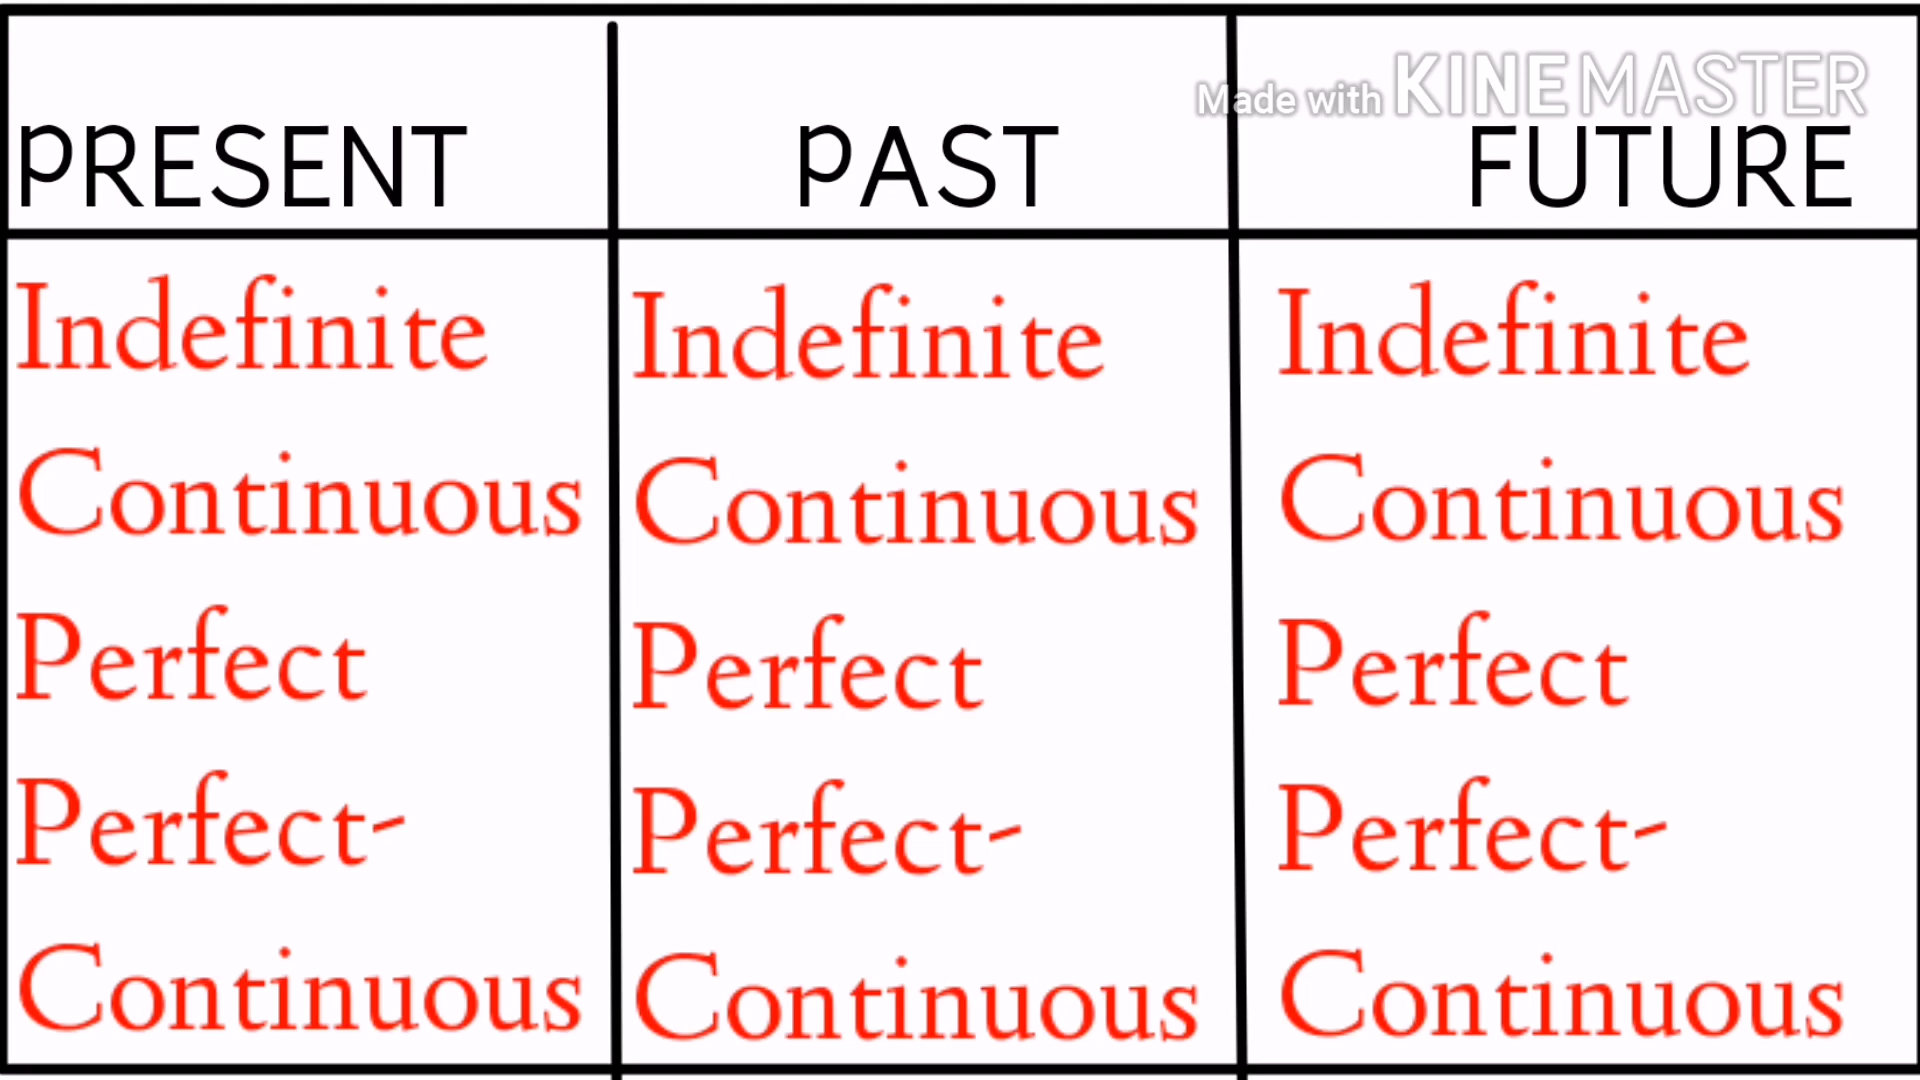 Made with KINEMASTER
PRESENT PAST FUTURE
Indefinite Indefinite Indefinite
Continuous Continuous Continuous
Perfect Perfect Perfect
Perfect- Perfect- Perfect-
Continuous Continuous Continuous